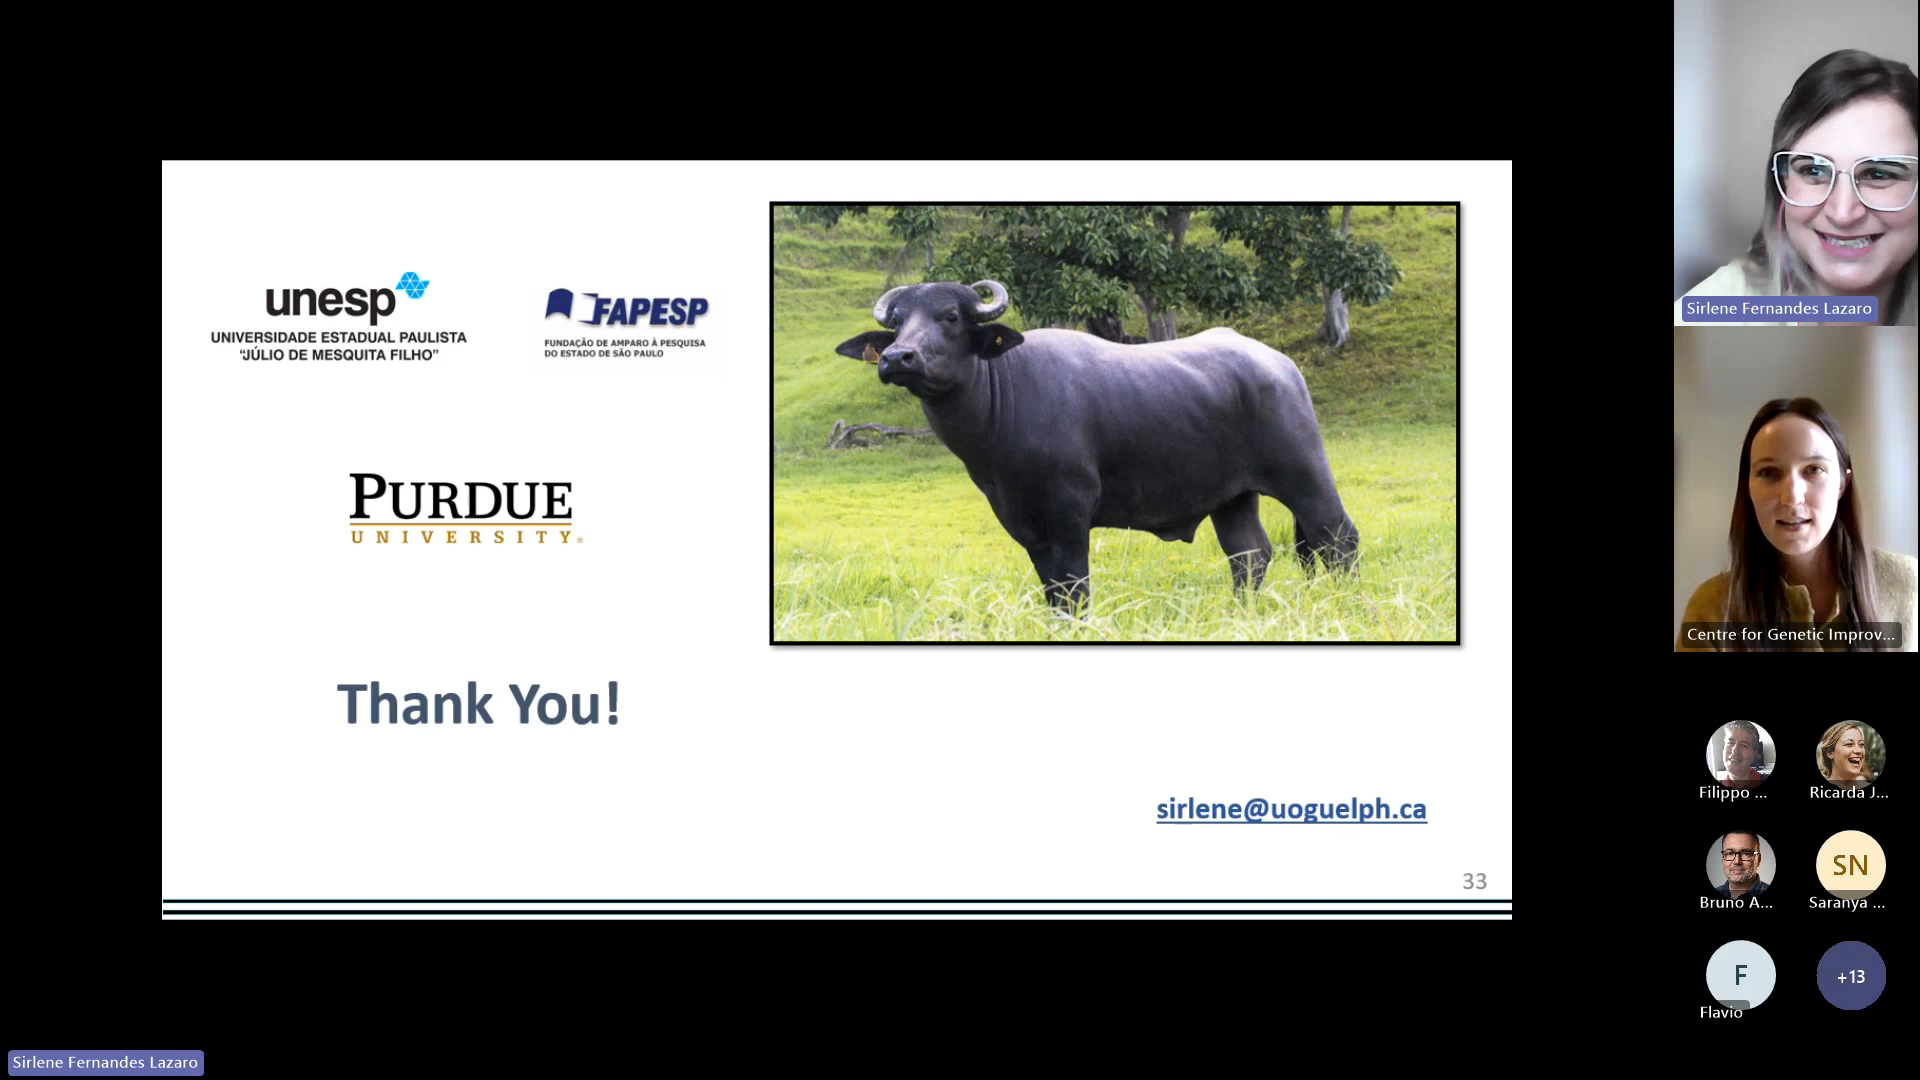 unesp
UNIVERSIDADE ESTADUAL PAULISTA
"JÚLIO DE MESQUITA FILHO"
FAPESP
FUNDAÇÃO DE AMPARO À PESQUISA
DO ESTADO DE SÃO PAULO
PURDUE
UNIVERSITY®
Thank You!
sirlene@uoguelph.ca
33
Sirlene Fernandes Lazaro
Centre for Genetic Improv...
Filippo ...
Ricarda J...
Bruno A...
SN
Saranya ...
F
Flavio
+13
Sirlene Fernandes Lazaro